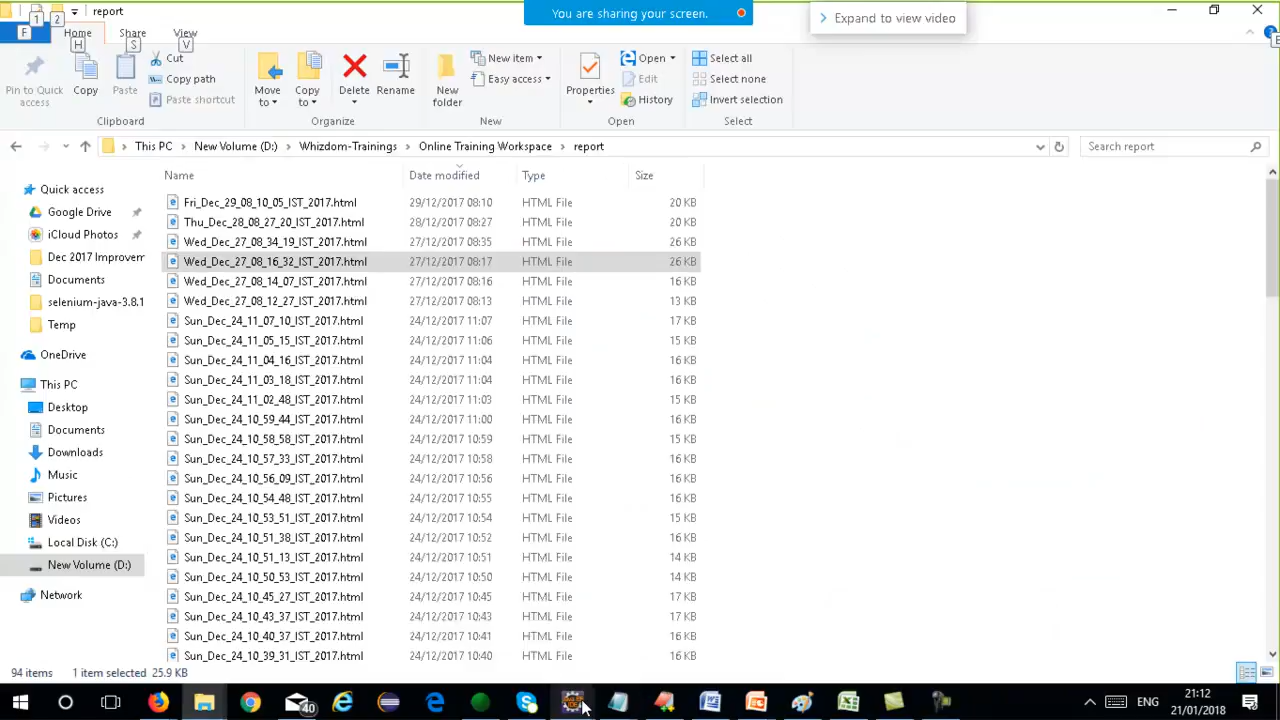 1 2 report
You are sharing your screen.
Expand to view video
F Home Share View
H S V
Pin to Quick access
Copy
Paste
Cut
Copy path
Paste shortcut
Move to
Copy to
Delete
Rename
New folder
New item
Easy access
Properties
Open
Edit
History
Select all
Select none
Invert selection
Clipboard Organize New Open Select
This PC New Volume (D:) Whizdom-Trainings Online Training Workspace report Search report
Name Date modified Type Size
Quick access
Google Drive
iCloud Photos
Dec 2017 Improvem
Documents
selenium-java-3.8.1
Temp
OneDrive
This PC
Desktop
Documents
Downloads
Music
Pictures
Videos
Local Disk (C:)
New Volume (D:)
Network
Fri_Dec_29_08_10_05_IST_2017.html 29/12/2017 08:10 HTML File 20 KB
Thu_Dec_28_08_27_20_IST_2017.html 28/12/2017 08:27 HTML File 20 KB
Wed_Dec_27_08_34_19_IST_2017.html 27/12/2017 08:35 HTML File 26 KB
Wed_Dec_27_08_16_32_IST_2017.html 27/12/2017 08:17 HTML File 26 KB
Wed_Dec_27_08_14_07_IST_2017.html 27/12/2017 08:16 HTML File 16 KB
Wed_Dec_27_08_12_27_IST_2017.html 27/12/2017 08:13 HTML File 13 KB
Sun_Dec_24_11_07_10_IST_2017.html 24/12/2017 11:07 HTML File 17 KB
Sun_Dec_24_11_05_15_IST_2017.html 24/12/2017 11:06 HTML File 15 KB
Sun_Dec_24_11_04_16_IST_2017.html 24/12/2017 11:04 HTML File 16 KB
Sun_Dec_24_11_03_18_IST_2017.html 24/12/2017 11:04 HTML File 16 KB
Sun_Dec_24_11_02_48_IST_2017.html 24/12/2017 11:03 HTML File 15 KB
Sun_Dec_24_10_59_44_IST_2017.html 24/12/2017 11:00 HTML File 16 KB
Sun_Dec_24_10_58_58_IST_2017.html 24/12/2017 10:59 HTML File 15 KB
Sun_Dec_24_10_57_33_IST_2017.html 24/12/2017 10:58 HTML File 16 KB
Sun_Dec_24_10_56_09_IST_2017.html 24/12/2017 10:56 HTML File 16 KB
Sun_Dec_24_10_54_48_IST_2017.html 24/12/2017 10:55 HTML File 16 KB
Sun_Dec_24_10_53_51_IST_2017.html 24/12/2017 10:54 HTML File 16 KB
Sun_Dec_24_10_51_38_IST_2017.html 24/12/2017 10:52 HTML File 16 KB
Sun_Dec_24_10_51_13_IST_2017.html 24/12/2017 10:51 HTML File 14 KB
Sun_Dec_24_10_50_53_IST_2017.html 24/12/2017 10:50 HTML File 14 KB
Sun_Dec_24_10_45_27_IST_2017.html 24/12/2017 10:45 HTML File 17 KB
Sun_Dec_24_10_43_37_IST_2017.html 24/12/2017 10:43 HTML File 17 KB
Sun_Dec_24_10_40_37_IST_2017.html 24/12/2017 10:41 HTML File 16 KB
Sun_Dec_24_10_39_31_IST_2017.html 24/12/2017 10:40 HTML File 16 KB
94 items 1 item selected 25.9 KB
40
ENG
21:12
21/01/2018